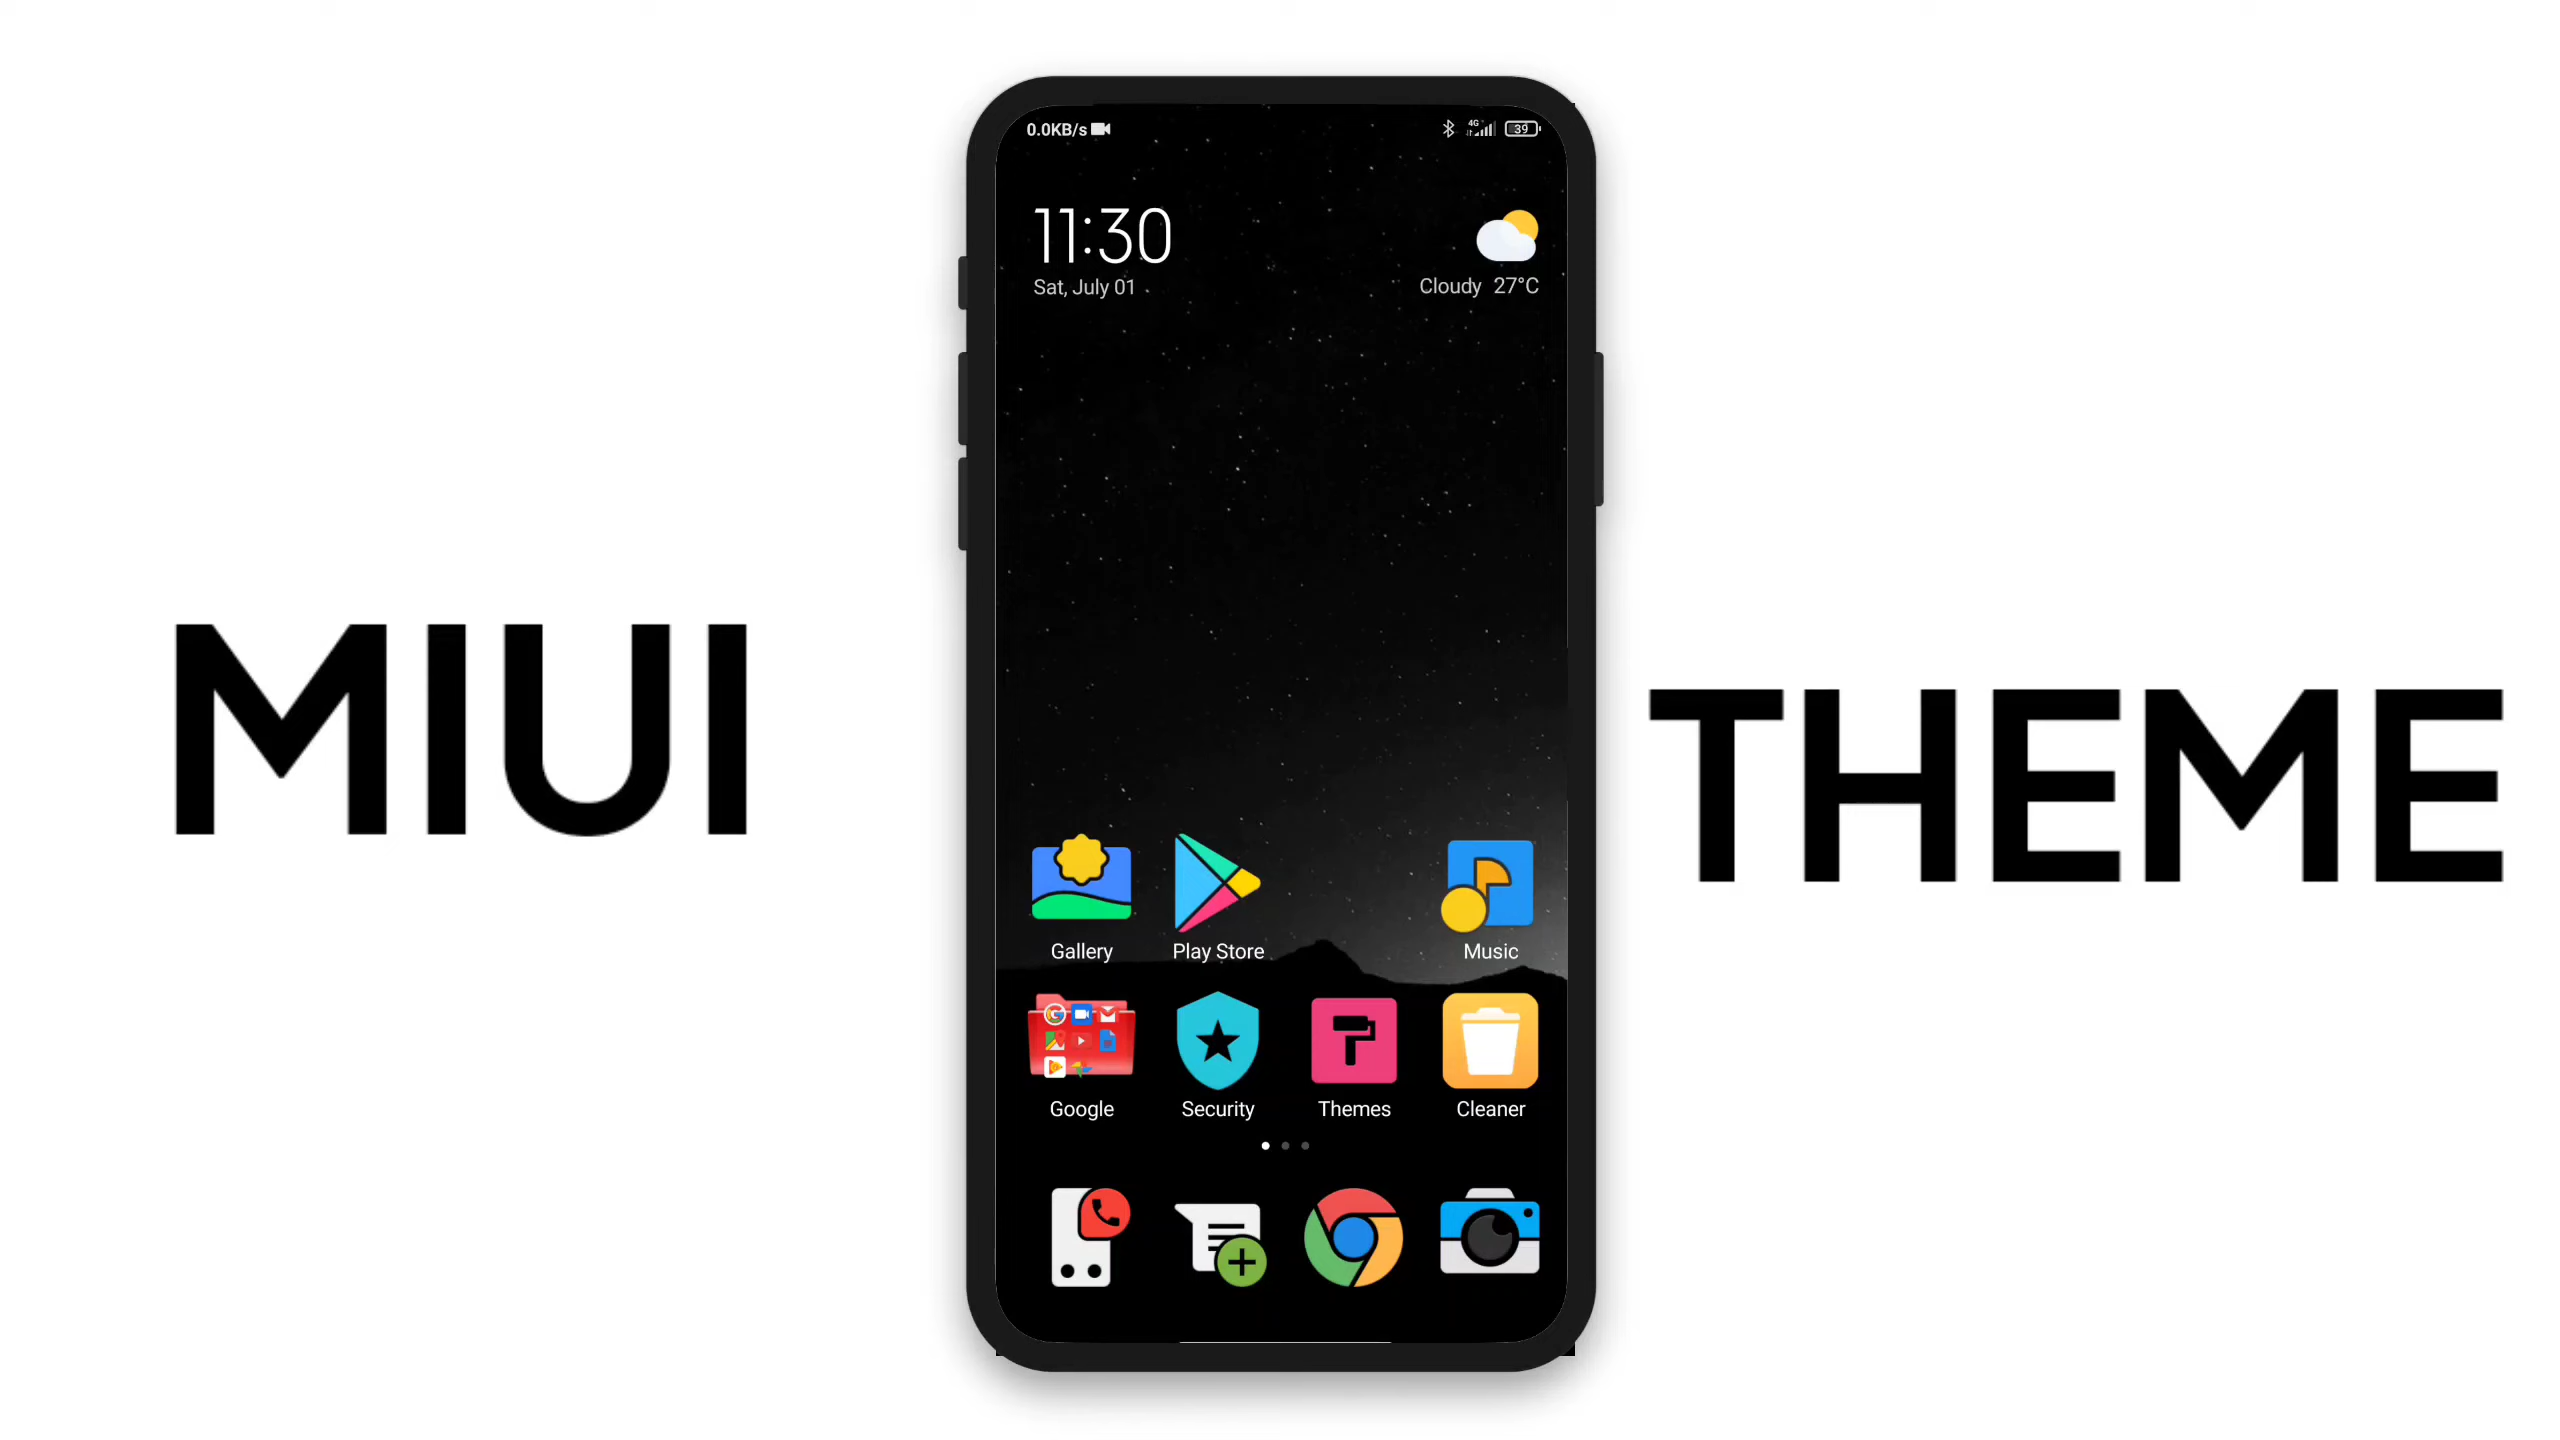 0.0KB/s
4G
39
11:30
Sat, July 01
Cloudy 27°C
MIUI
THEME
Gallery
Play Store
Music
Google
Security
Themes
Cleaner